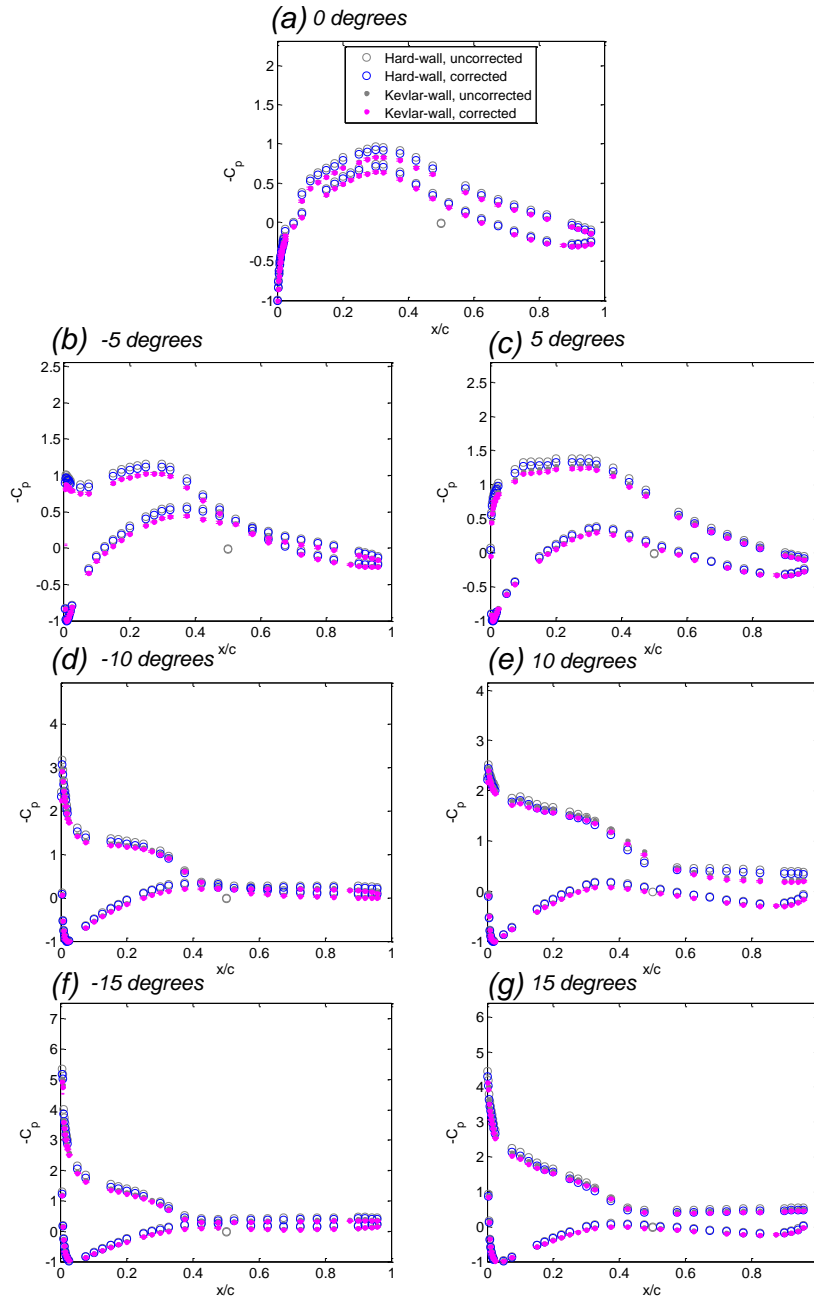 (a) 0 degrees
2
1.5
1
0.5
0
-0.5
-1
-Cp
Hard-wall, uncorrected
Hard-wall, corrected
Kevlar-wall, uncorrected
Kevlar-wall, corrected
0 0.2 0.4 0.6 0.8 1
x/c
(b) -5 degrees
2.5
2
1.5
1
0.5
0
-0.5
-1
-Cp
0 0.2 0.4 0.6 0.8 1
x/c
(c) 5 degrees
2.5
2
1.5
1
0.5
0
-0.5
-1
-Cp
0 0.2 0.4 0.6 0.8
x/c
(d) -10 degrees
4
3
2
1
0
-1
-Cp
0 0.2 0.4 0.6 0.8 1
x/c
(e) 10 degrees
4
3
2
1
0
-1
-Cp
0 0.2 0.4 0.6 0.8
x/c
(f) -15 degrees
7
6
5
4
3
2
1
0
-1
-Cp
0 0.2 0.4 0.6 0.8 1
x/c
(g) 15 degrees
6
5
4
3
2
1
0
-1
-Cp
0 0.2 0.4 0.6 0.8
x/c